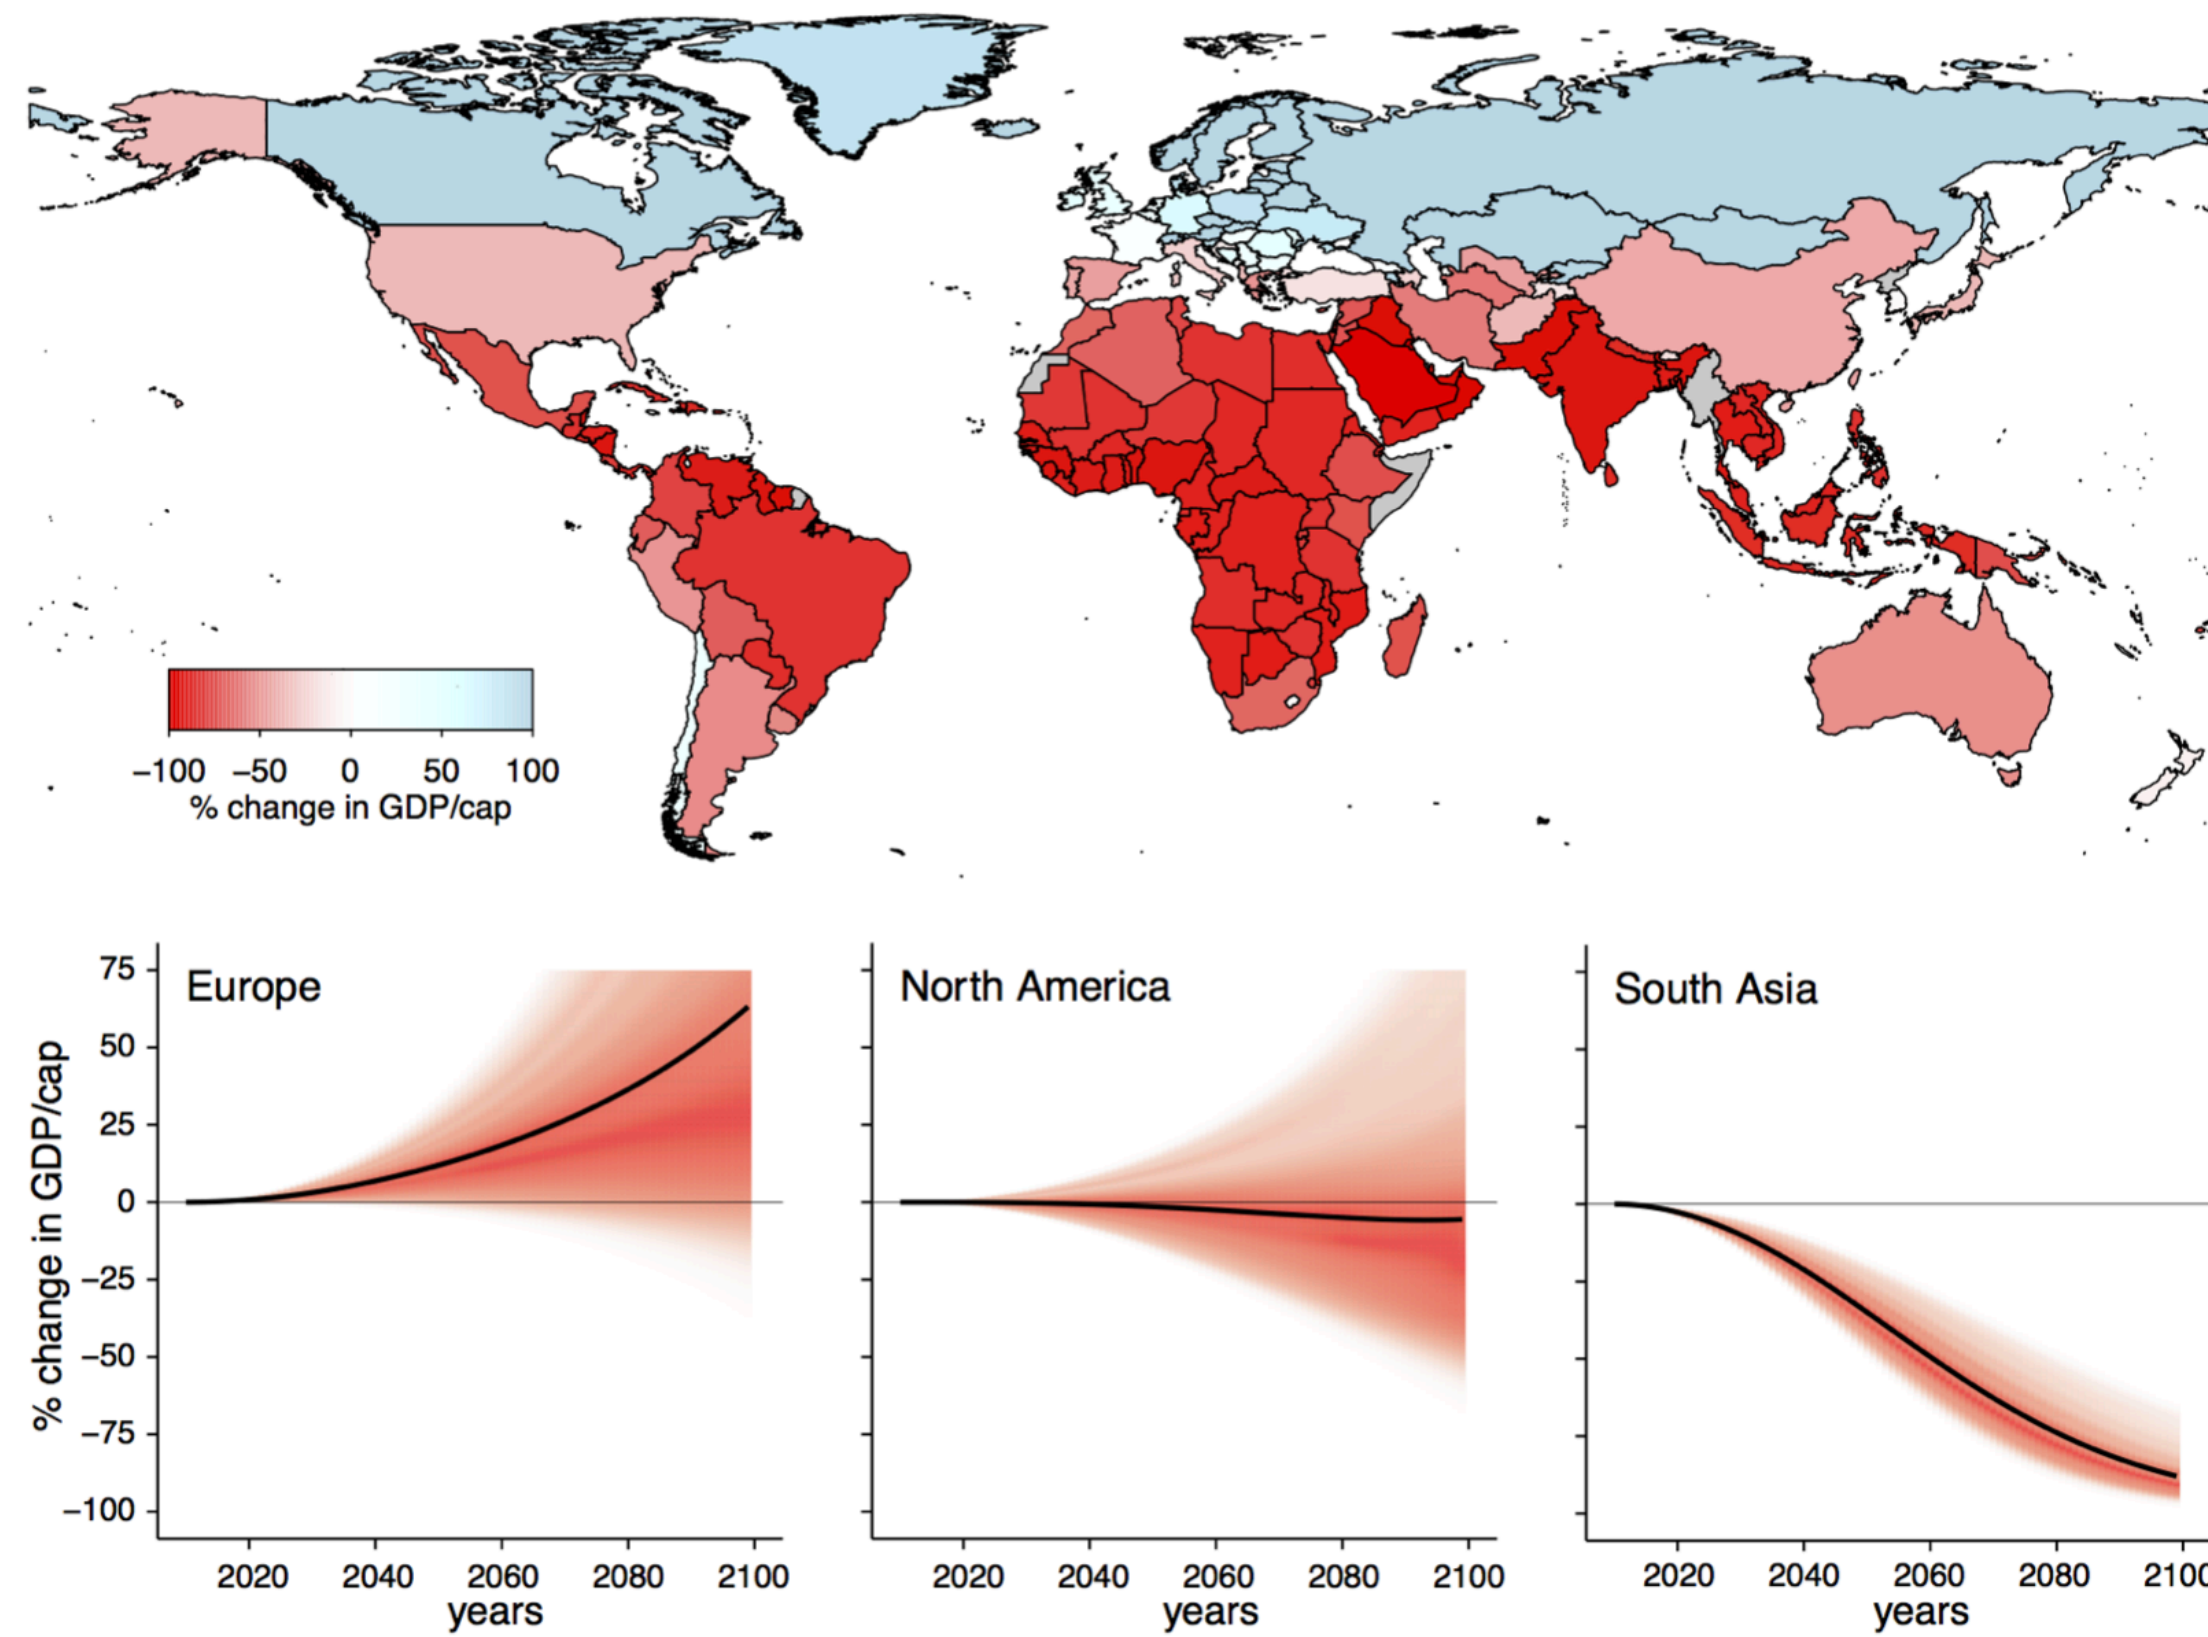 −100 −50 0 50 100
% change in GDP/cap
Europe
North America
South Asia
% change in GDP/cap
75
50
25
0
−25
−50
−75
−100
2020 2040 2060 2080 2100
years
2020 2040 2060 2080 2100
years
2020 2040 2060 2080 210
years